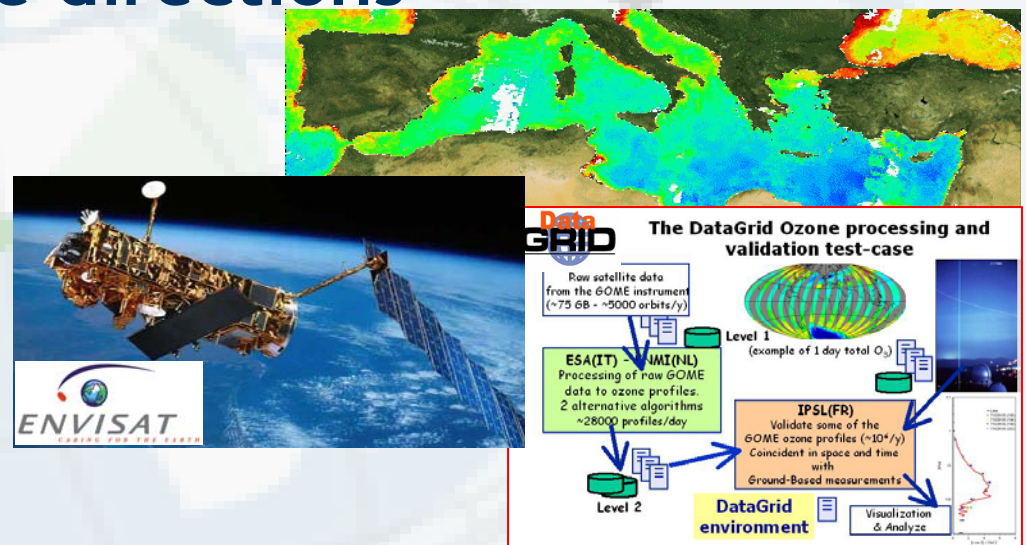 directions
ENVISAT
CARING FOR THE EARTH
Data
GRID
The DataGrid Ozone processing and
validation test-case
Raw satellite data
from the GOME instrument
(~75 GB - ~5000 orbits/y)
Level 1
(example of 1 day total O₃)
ESA(IT) - NMI(NL)
Processing of raw GOME
data to ozone profiles.
2 alternative algorithms
~28000 profiles/day
IPSL(FR)
Validate some of the
GOME ozone profiles (~10⁶/y)
Coincident in space and time
with
Ground-Based measurements
Level 2
DataGrid
environment
Visualization
& Analyze